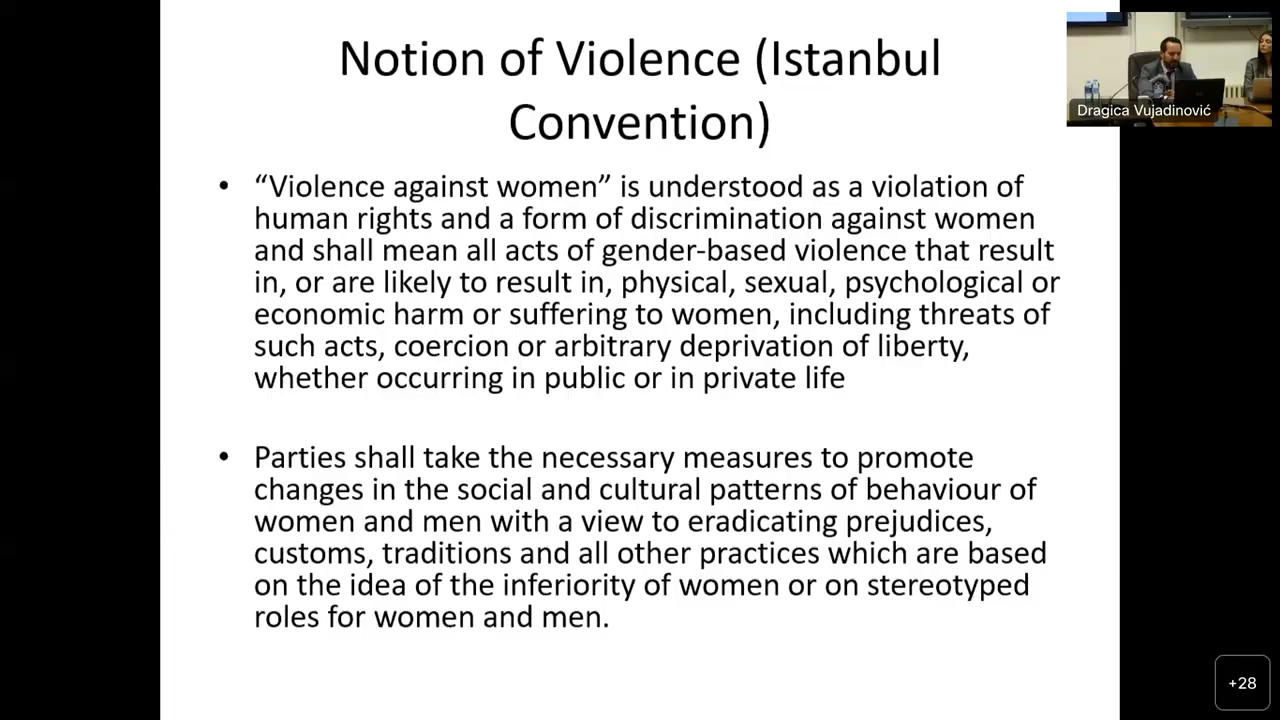 Notion of Violence (Istanbul
Convention)
Dragica Vujadinović
• “Violence against women” is understood as a violation of
human rights and a form of discrimination against women
and shall mean all acts of gender-based violence that result
in, or are likely to result in, physical, sexual, psychological or
economic harm or suffering to women, including threats of
such acts, coercion or arbitrary deprivation of liberty,
whether occurring in public or in private life
• Parties shall take the necessary measures to promote
changes in the social and cultural patterns of behaviour of
women and men with a view to eradicating prejudices,
customs, traditions and all other practices which are based
on the idea of the inferiority of women or on stereotyped
roles for women and men.
+28